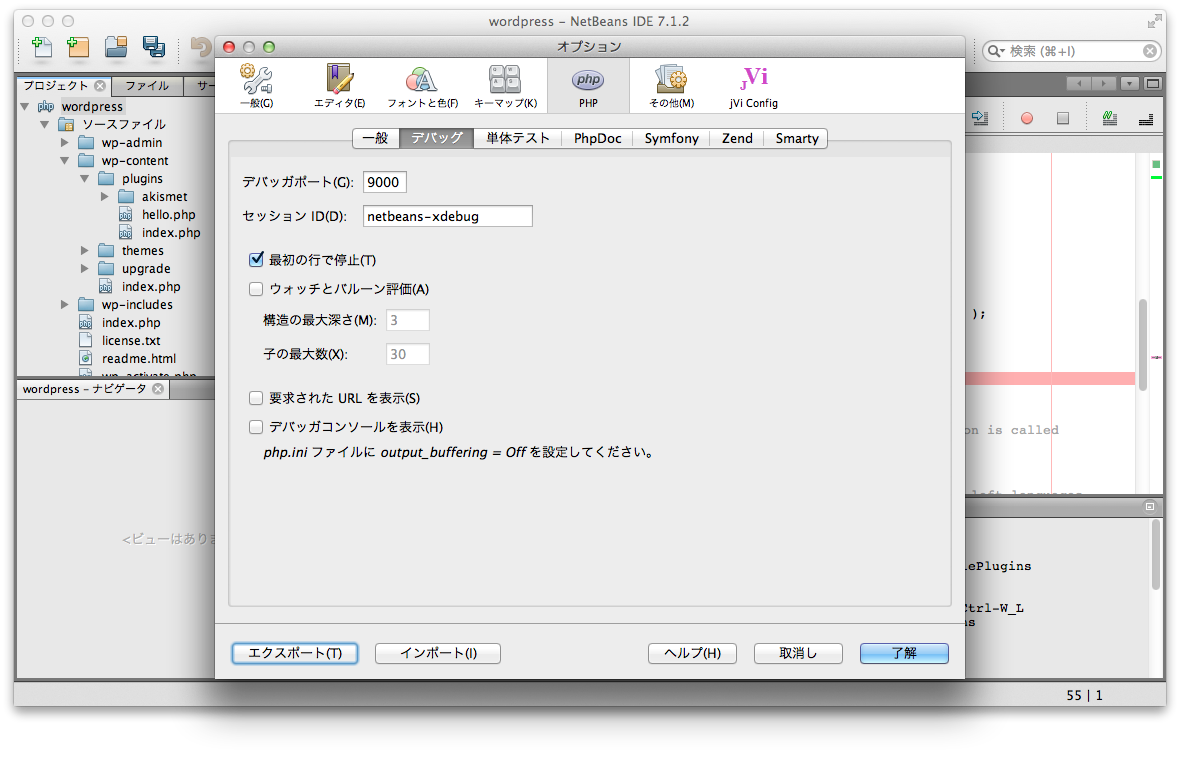 wordpress – NetBeans IDE 7.1.2
検索 (⌘+I)
オプション
一般(G)
エディタ(E)
フォントと色(F)
キーマップ(K)
php
PHP
その他(M)
jVi
jVi Config
プロジェクト
ファイル
サー
wordpress
ソースファイル
wp-admin
wp-content
plugins
akismet
hello.php
index.php
themes
upgrade
index.php
wp-includes
index.php
license.txt
readme.html
wp-activate.php
wordpress – ナビゲータ
<ビューはありま
一般
デバッグ
単体テスト
PhpDoc
Symfony
Zend
Smarty
デバッガポート(G):
9000
セッション ID(D):
netbeans-xdebug
最初の行で停止(T)
ウォッチとバルーン評価(A)
構造の最大深さ(M):
3
子の最大数(X):
30
要求された URL を表示(S)
デバッガコンソールを表示(H)
php.ini ファイルに output_buffering = Off を設定してください。
エクスポート(T)
インポート(I)
ヘルプ(H)
取消し
了解
);
on is called
left languages
ePlugins
Ctrl-W_L
ns
55 | 1